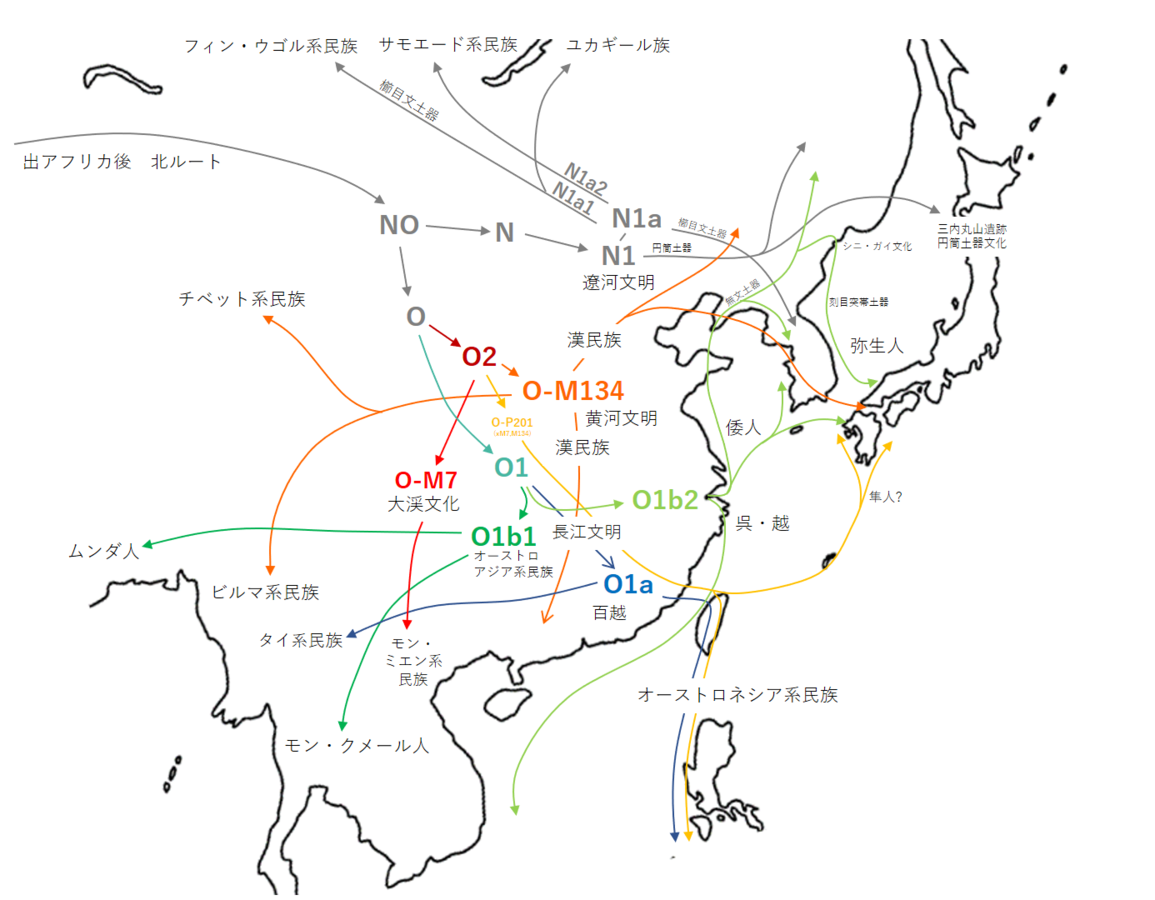 フィン・ウゴル系民族
サモエード系民族
ユカギール族
櫛目文土器
出アフリカ後　北ルート
N1a2
N1a1
NO
N
N1a
櫛目文土器
N1
円筒土器
遼河文明
三内丸山遺跡
円筒土器文化
シニ・ガイ文化
無文土器
刻目突帯土器
チベット系民族
O
漢民族
弥生人
O2
O-M134
黄河文明
O-P201
(xM7,M134)
漢民族
倭人
O1
O-M7
大渓文化
O1b2
隼人?
呉・越
O1b1
長江文明
オーストロ
アジア系民族
ムンダ人
O1a
百越
ビルマ系民族
タイ系民族
モン・
ミエン系
民族
オーストロネシア系民族
モン・クメール人